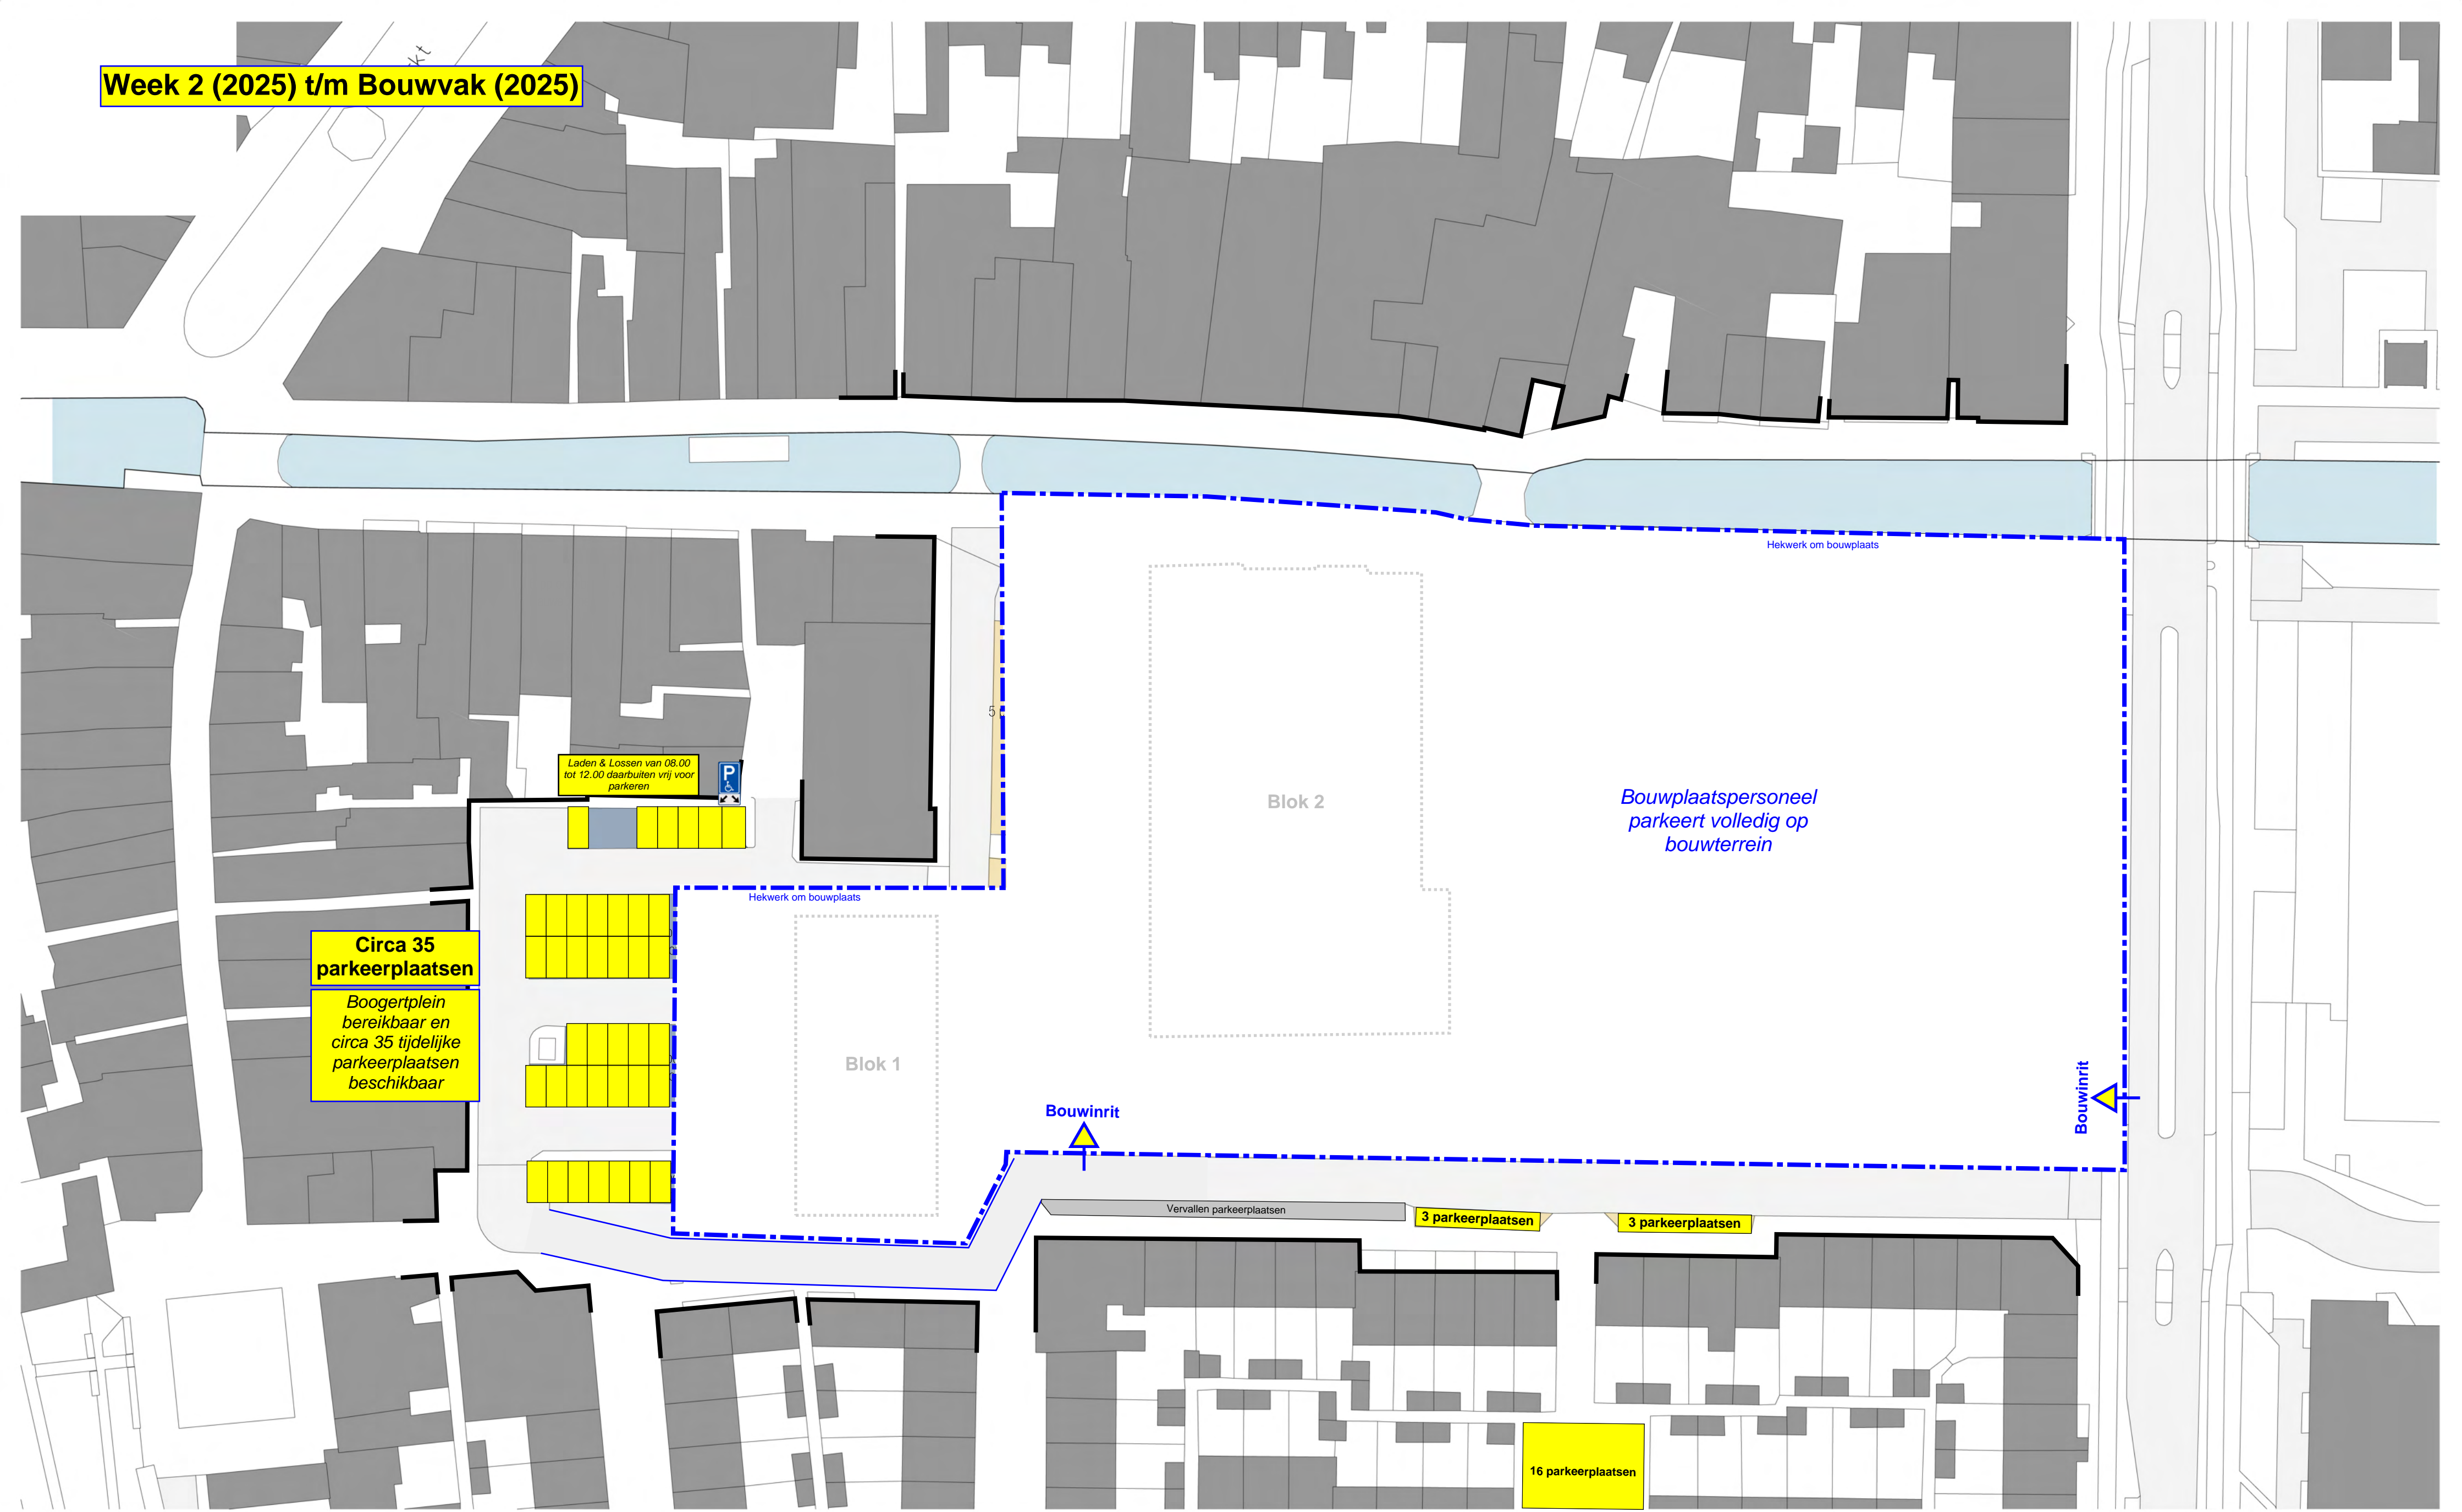 kt
Week 2 (2025) t/m Bouwvak (2025)
Hekwerk om bouwplaats
5
Laden & Lossen van 08.00
tot 12.00 daarbuiten vrij voor
parkeren
P
Blok 2
Bouwplaatspersoneel
parkeert volledig op
bouwterrein
Hekwerk om bouwplaats
Circa 35
parkeerplaatsen
Boogertplein
bereikbaar en
circa 35 tijdelijke
parkeerplaatsen
beschikbaar
Blok 1
Bouwinrit
Bouwinrit
Vervallen parkeerplaatsen
3 parkeerplaatsen
3 parkeerplaatsen
16 parkeerplaatsen